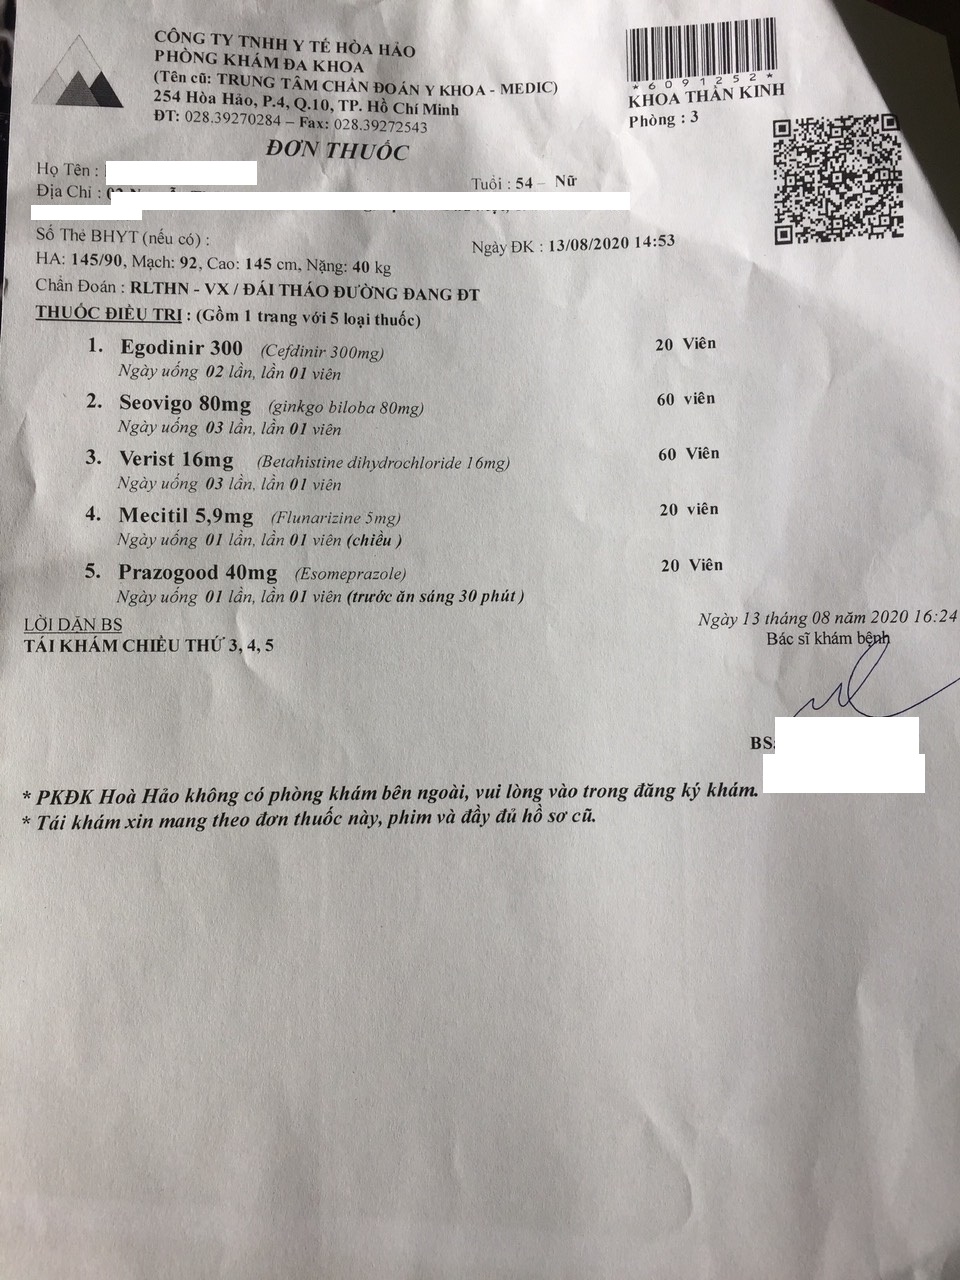 CÔNG TY TNHH Y TẾ HÒA HẢO
PHÒNG KHÁM ĐA KHOA
(Tên cũ: TRUNG TÂM CHẨN ĐOÁN Y KHOA - MEDIC)
254 Hòa Hảo, P.4, Q.10, TP. Hồ Chí Minh
ĐT: 028.39270284 – Fax: 028.39272543
*6091252*
KHOA THẦN KINH
Phòng : 3
ĐƠN THUỐC
Họ Tên :
Tuổi : 54 – Nữ
Địa Chỉ :
Số Thẻ BHYT (nếu có) :
Ngày ĐK : 13/08/2020 14:53
HA: 145/90, Mạch: 92, Cao: 145 cm, Nặng: 40 kg
Chẩn Đoán : RLTHN - VX / ĐÁI THÁO ĐƯỜNG ĐANG ĐT
THUỐC ĐIỀU TRỊ : (Gồm 1 trang với 5 loại thuốc)
1. Egodinir 300 (Cefdinir 300mg) 20 Viên
Ngày uống 02 lần, lần 01 viên
2. Seovigo 80mg (ginkgo biloba 80mg) 60 viên
Ngày uống 03 lần, lần 01 viên
3. Verist 16mg (Betahistine dihydrochloride 16mg) 60 Viên
Ngày uống 03 lần, lần 01 viên
4. Mecitil 5,9mg (Flunarizine 5mg) 20 viên
Ngày uống 01 lần, lần 01 viên (chiều )
5. Prazogood 40mg (Esomeprazole) 20 Viên
Ngày uống 01 lần, lần 01 viên (trước ăn sáng 30 phút )
LỜI DẶN BS
TÁI KHÁM CHIỀU THỨ 3, 4, 5
Ngày 13 tháng 08 năm 2020 16:24
Bác sĩ khám bệnh
BS:
* PKĐK Hoà Hảo không có phòng khám bên ngoài, vui lòng vào trong đăng ký khám.
* Tái khám xin mang theo đơn thuốc này, phim và đầy đủ hồ sơ cũ.